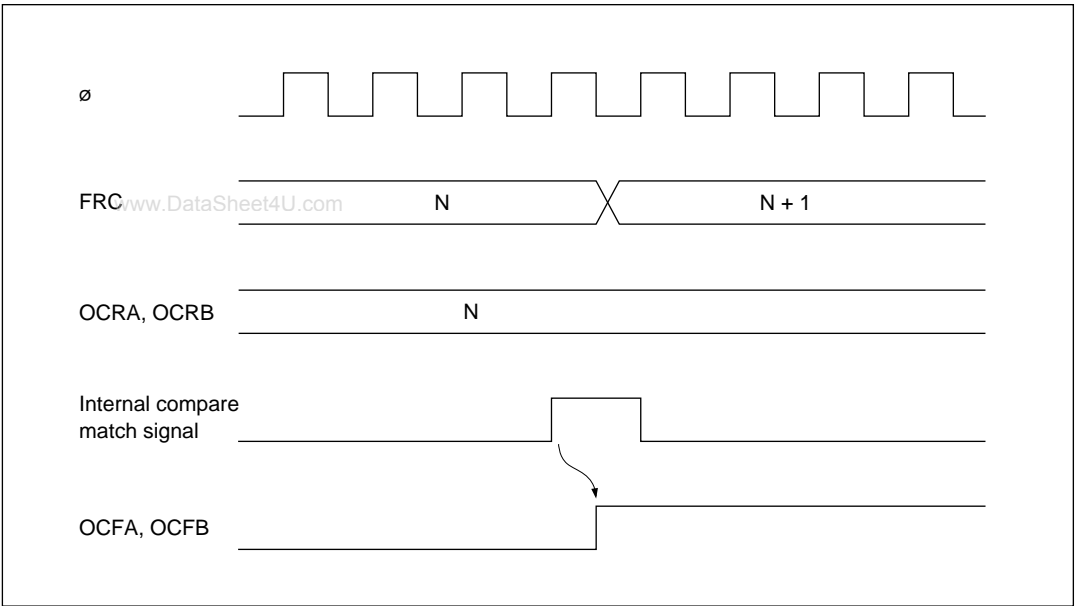 ø
FRC
www.DataSheet4U.com
N
N + 1
OCRA, OCRB
N
Internal compare
match signal
OCFA, OCFB